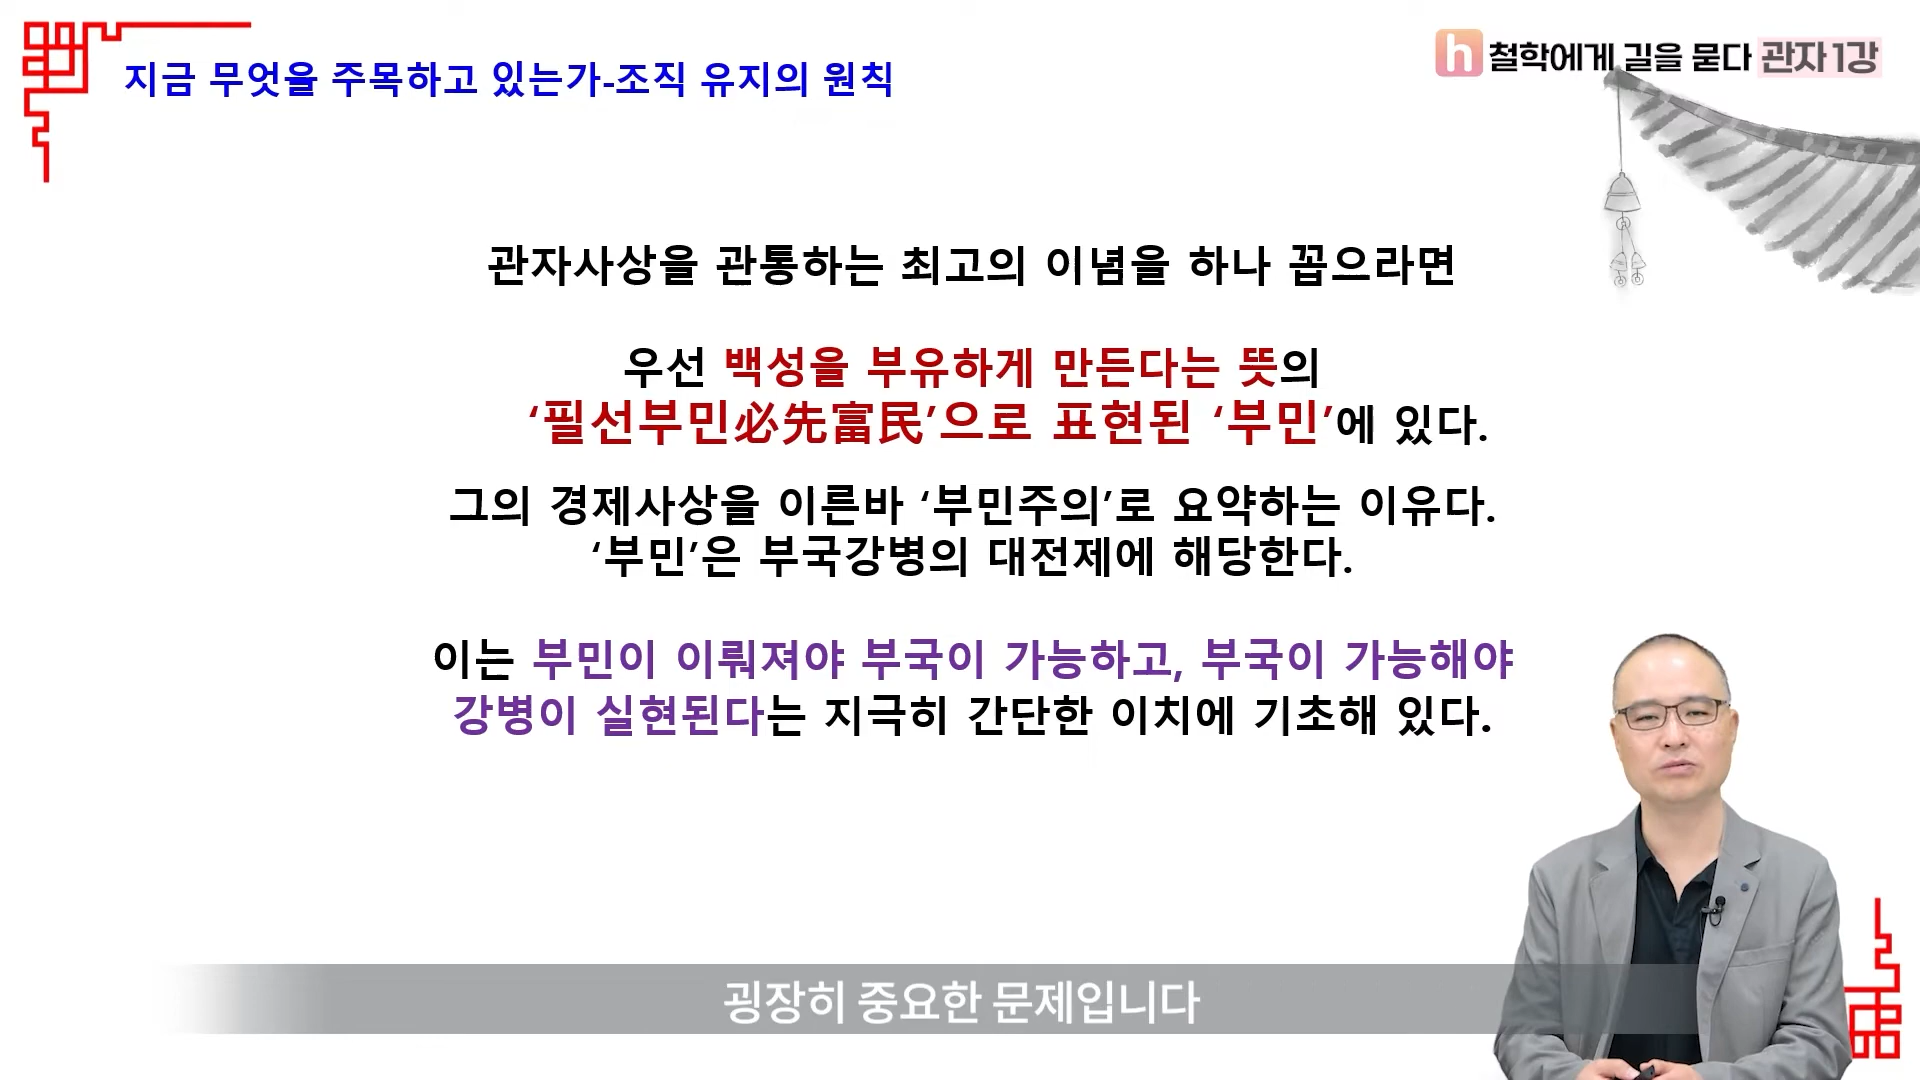 지금 무엇을 주목하고 있는가-조직 유지의 원칙
h 철학에게 길을 묻다 관자 1강
관자사상을 관통하는 최고의 이념을 하나 꼽으라면
우선 백성을 부유하게 만든다는 뜻의
‘필선부민必先富民’으로 표현된 ‘부민’에 있다.
그의 경제사상을 이른바 ‘부민주의’로 요약하는 이유다.
‘부민’은 부국강병의 대전제에 해당한다.
이는 부민이 이뤄져야 부국이 가능하고, 부국이 가능해야
강병이 실현된다는 지극히 간단한 이치에 기초해 있다.
굉장히 중요한 문제입니다